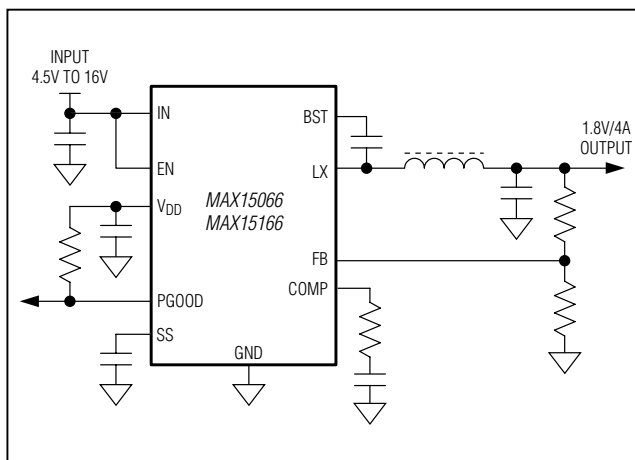 INPUT
4.5V TO 16V
IN
BST
1.8V/4A
OUTPUT
EN
LX
MAX15066
MAX15166
VDD
FB
COMP
PGOOD
SS
GND